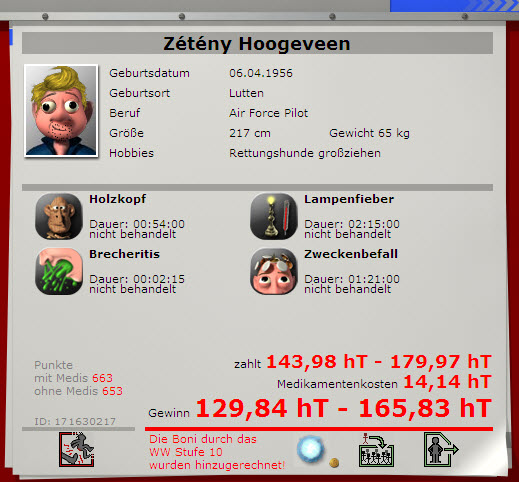 Zétény Hoogeveen
Geburtsdatum 06.04.1956
Geburtsort Lutten
Beruf Air Force Pilot
Größe 217 cm Gewicht 65 kg
Hobbies Rettungshunde großziehen
Holzkopf
Dauer: 00:54:00
nicht behandelt
Lampenfieber
Dauer: 02:15:00
nicht behandelt
Brecheritis
Dauer: 00:02:15
nicht behandelt
Zweckenbefall
Dauer: 01:21:00
nicht behandelt
Punkte
mit Medis 663
ohne Medis 653
ID: 171630217
zahlt 143,98 hT - 179,97 hT
Medikamentenkosten 14,14 hT
Gewinn 129,84 hT - 165,83 hT
Die Boni durch das
WW Stufe 10
wurden hinzugerechnet!